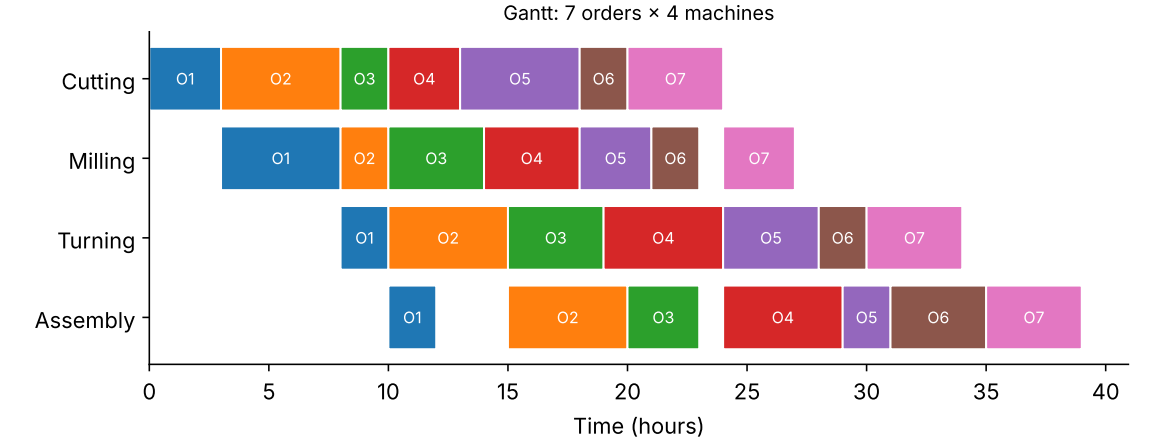 Gantt: 7 orders × 4 machines
Cutting O1 O2 O3 O4 O5 O6 O7
Milling O1 O2 O3 O4 O5 O6 O7
Turning O1 O2 O3 O4 O5 O6 O7
Assembly O1 O2 O3 O4 O5 O6 O7
0 5 10 15 20 25 30 35 40
Time (hours)